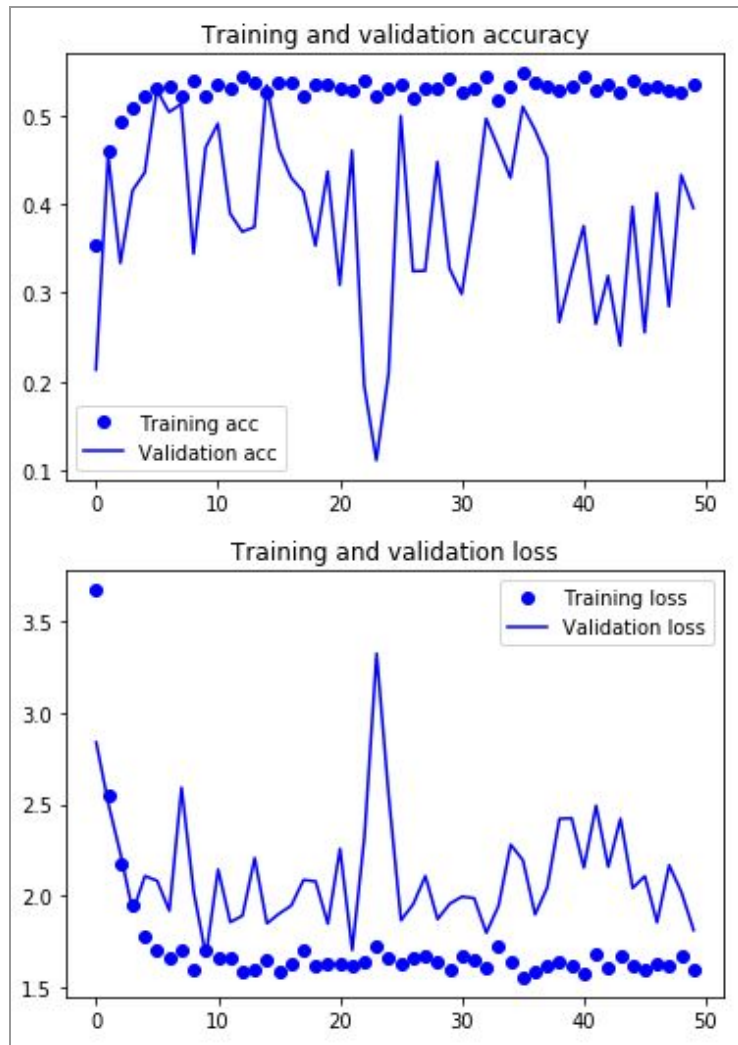 Training and validation accuracy
0.5
0.4
0.3
0.2
0.1
Training acc
Validation acc
0 10 20 30 40 50
Training and validation loss
3.5
3.0
2.5
2.0
1.5
Training loss
Validation loss
0 10 20 30 40 50